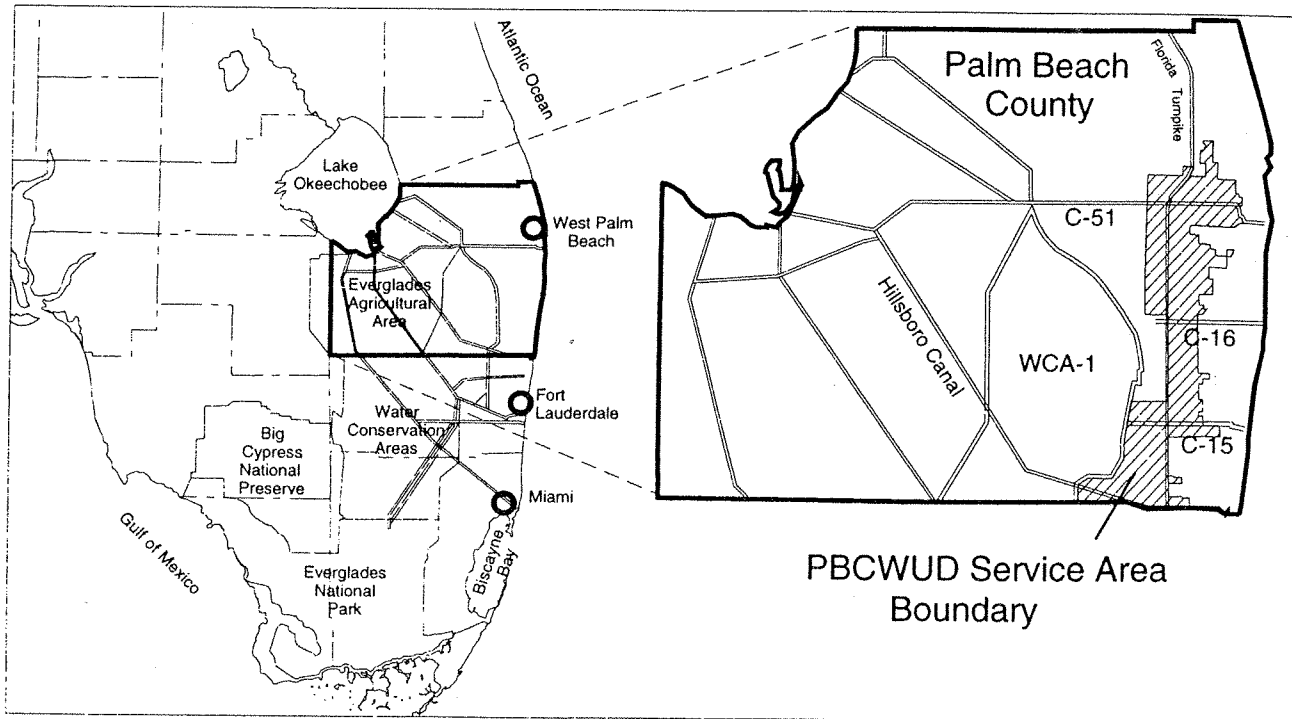 Atlantic Ocean
Lake
Okeechobee
West Palm
Beach
Everglades
Agricultural
Area
Fort
Lauderdale
Water
Conservation
Areas
Big
Cypress
National
Preserve
Miami
Gulf of Mexico
Biscayne
Bay
Everglades
National
Park
Palm Beach
County
Florida Turnpike
C-51
Hillsboro Canal
WCA-1
C-16
C-15
PBCWUD Service Area
Boundary